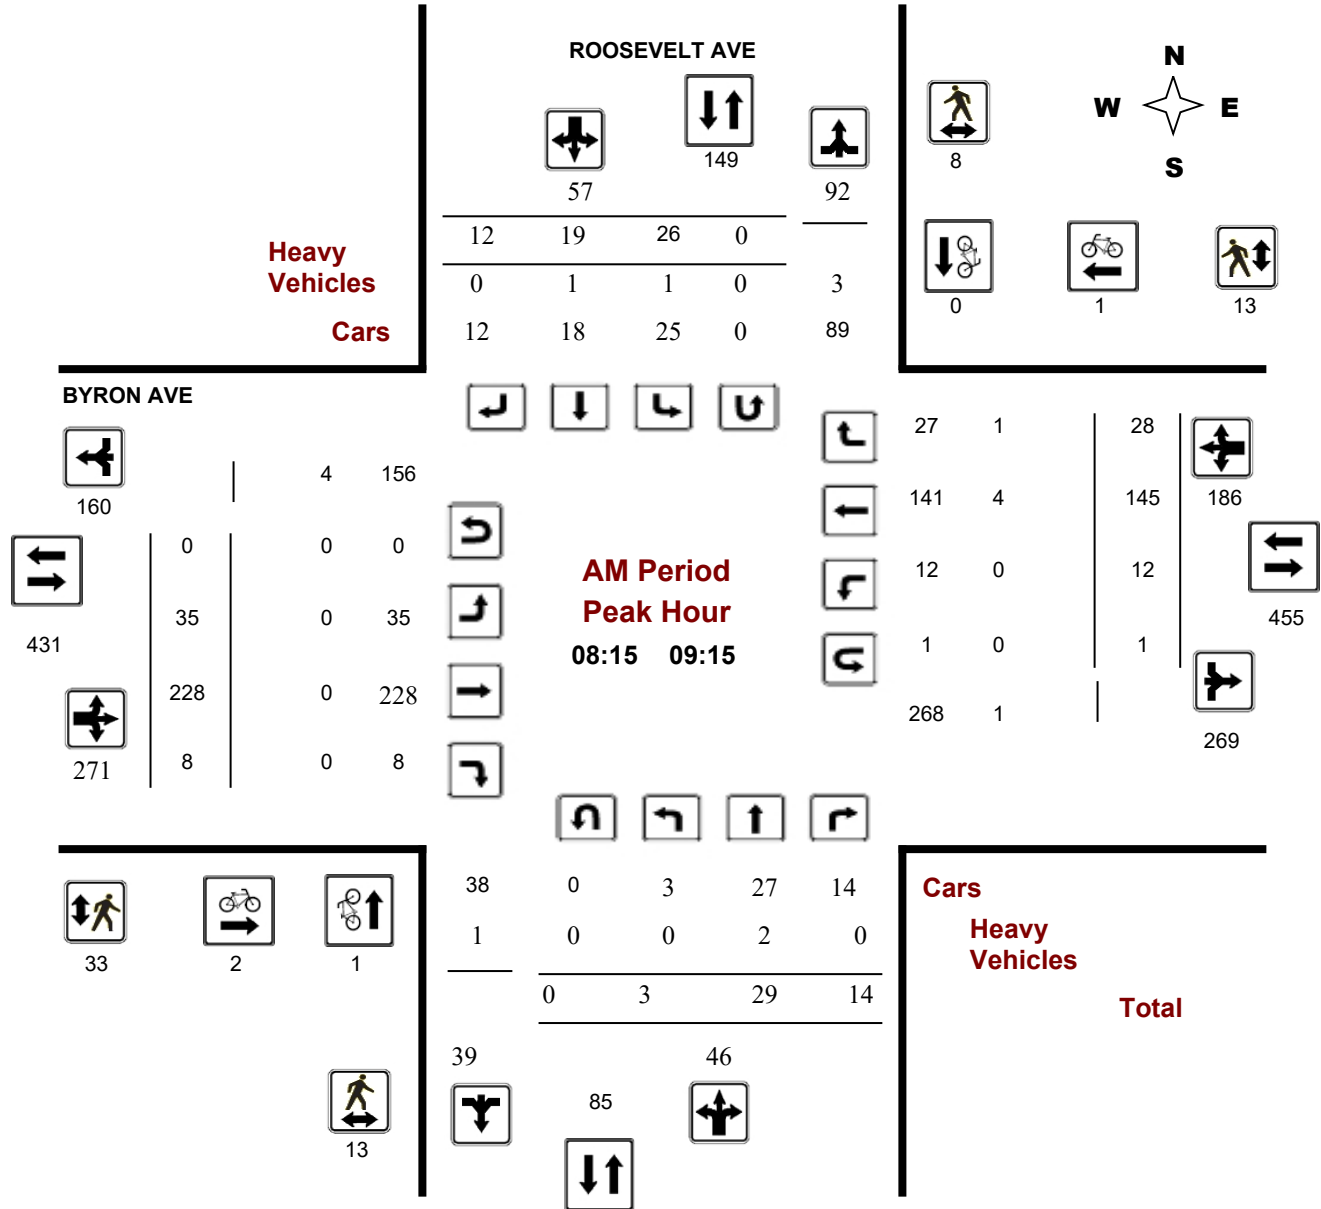 ROOSEVELT AVE
N
W E
S
149
8
57 92
12 19 26 0
Heavy
Vehicles 0 1 1 0 3
0 1 13
Cars 12 18 25 0 89
BYRON AVE
27 1 28
4 156
160
141 4 145 186
0 0 0
AM Period
12 0 12
Peak Hour
35 0 35
455
431
08:15 09:15
1 0 1
228 0 228
268 1
269
271 8 0 8
38 0 3 27 14 Cars
1 0 0 2 0 Heavy
Vehicles
33 2 1
0 3 29 14 Total
39 46
85
13